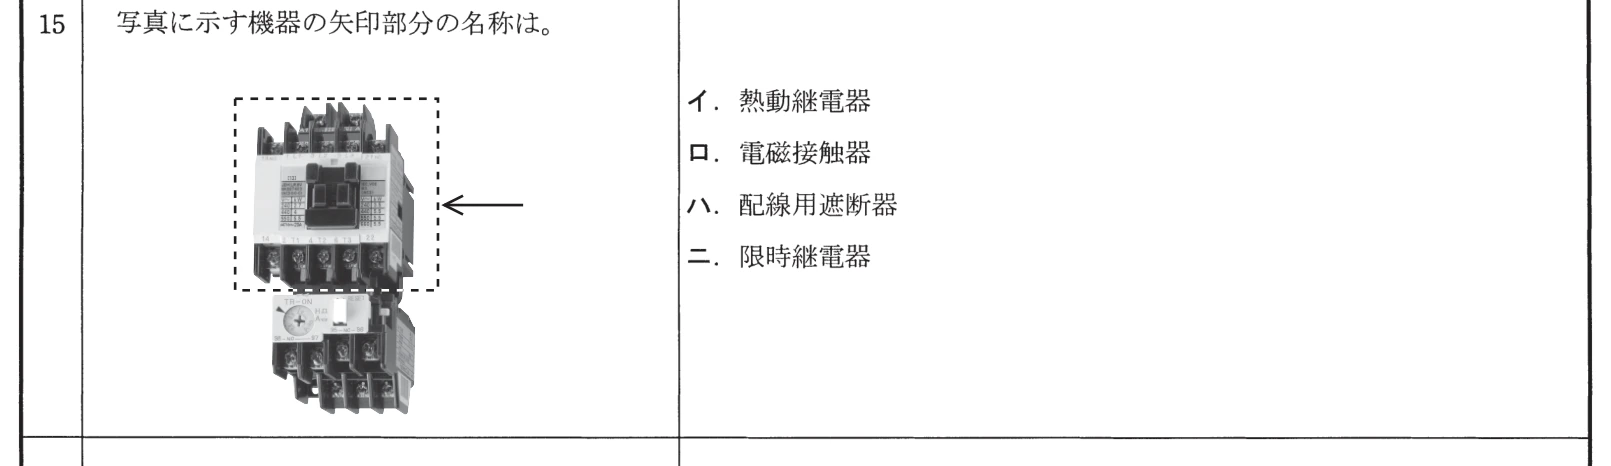 15
写真に示す機器の矢印部分の名称は。
イ. 熱動継電器
ロ. 電磁接触器
ハ. 配線用遮断器
ニ. 限時継電器
TR-0N